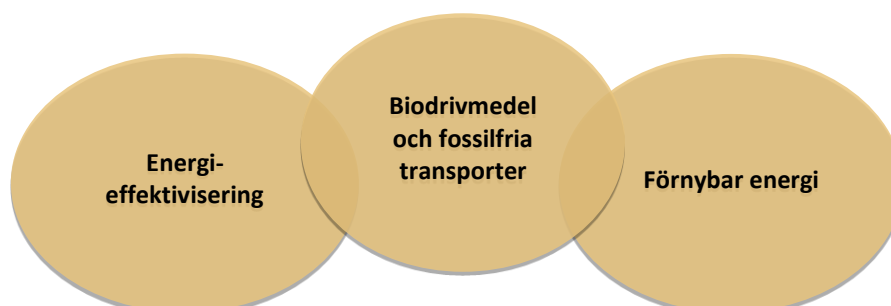 Energi-
effektivisering
Biodrivmedel
och fossilfria
transporter
Förnybar energi